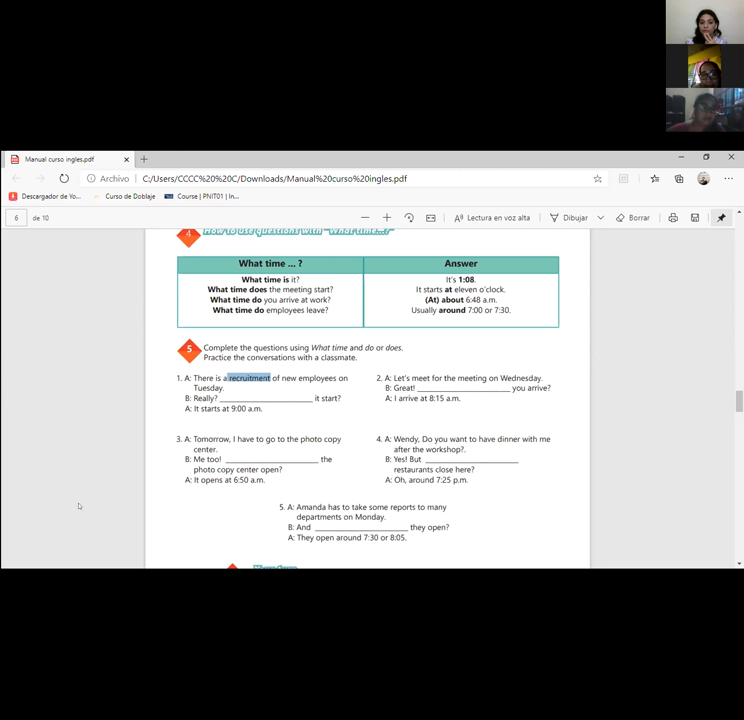 Manual curso ingles.pdf
Archivo C:/Users/CCCC%20%20C/Downloads/Manual%20curso%20ingles.pdf
Descargador de Yo... Curso de Doblaje Course | PNIT01 | In...
6 de 10 Lectura en voz alta Dibujar Borrar
4 How to use questions with "What time...?"
What time ... ? Answer
What time is it? It's 1:08.
What time does the meeting start? It starts at eleven o'clock.
What time do you arrive at work? (At) about 6:48 a.m.
What time do employees leave? Usually around 7:00 or 7:30.
5 Complete the questions using What time and do or does.
Practice the conversations with a classmate.
1. A: There is a recruitment of new employees on
Tuesday.
B: Really? ____________________ it start?
A: It starts at 9:00 a.m.
2. A: Let's meet for the meeting on Wednesday.
B: Great! ____________________ you arrive?
A: I arrive at 8:15 a.m.
3. A: Tomorrow, I have to go to the photo copy
center.
B: Me too! ____________________ the
photo copy center open?
A: It opens at 6:50 a.m.
4. A: Wendy, Do you want to have dinner with me
after the workshop?.
B: Yes! But ____________________
restaurants close here?
A: Oh, around 7:25 p.m.
5. A: Amanda has to take some reports to many
departments on Monday.
B: And ____________________ they open?
A: They open around 7:30 or 8:05.